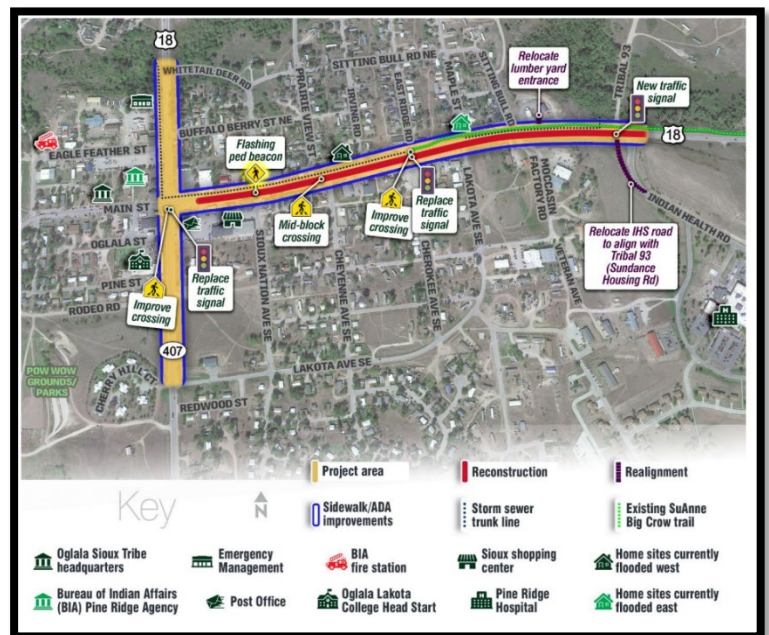 18
WHITETAIL DEER RD
SITTING BULL RD NE
PRAIRIE VIEW ST
IRVING RD
EAST RIDGE RD
MAPLE ST
SITTING BULL RD
Relocate
lumber yard
entrance
TRIBAL 93
New traffic
signal
18
BUFFALO BERRY ST NE
EAGLE FEATHER ST
Flashing
ped beacon
MAIN ST
OGLALA ST
PINE ST
RODEO RD
Improve
crossing
Replace
traffic
signal
Mid-block
crossing
Improve
crossing
Replace
traffic
signal
SIOUX NATION AVE SE
CHEYENNE AVE SE
CHEROKEE AVE SE
LAKOTA AVE SE
MOCCASIN
FACTORY RD
VETERAN AVE
INDIAN HEALTH RD
Relocate IHS road
to align with
Tribal 93
(Sundance
Housing Rd)
407
POW WOW
GROUNDS/
PARKS
CHERRY HILL CT
LAKOTA AVE SE
REDWOOD ST
Key
N
Project area
Reconstruction
Realignment
Sidewalk/ADA
improvements
Storm sewer
trunk line
Existing SuAnne
Big Crow trail
Oglala Sioux Tribe
headquarters
Emergency
Management
BIA
fire station
Sioux shopping
center
Home sites currently
flooded west
Bureau of Indian Affairs
(BIA) Pine Ridge Agency
Post Office
Oglala Lakota
College Head Start
Pine Ridge
Hospital
Home sites currently
flooded east